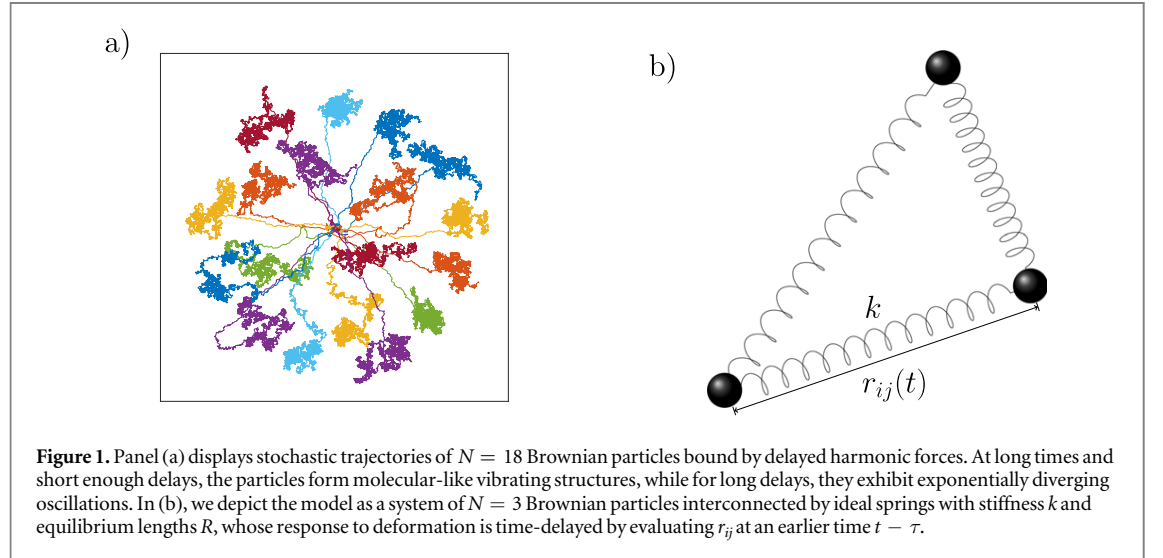 a)
b)
k
r_{ij}(t)
Figure 1. Panel (a) displays stochastic trajectories of N = 18 Brownian particles bound by delayed harmonic forces. At long times and
short enough delays, the particles form molecular-like vibrating structures, while for long delays, they exhibit exponentially diverging
oscillations. In (b), we depict the model as a system of N = 3 Brownian particles interconnected by ideal springs with stiffness k and
equilibrium lengths R, whose response to deformation is time-delayed by evaluating r_{ij} at an earlier time t − τ.